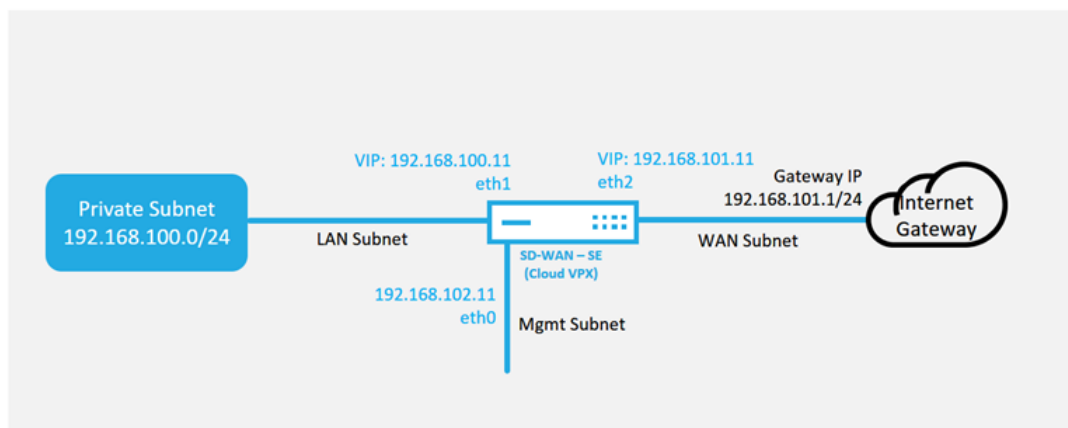 Private Subnet
192.168.100.0/24
LAN Subnet
VIP: 192.168.100.11
eth1
VIP: 192.168.101.11
eth2
SD-WAN – SE
(Cloud VPX)
192.168.102.11
eth0
Mgmt Subnet
WAN Subnet
Gateway IP
192.168.101.1/24
Internet
Gateway